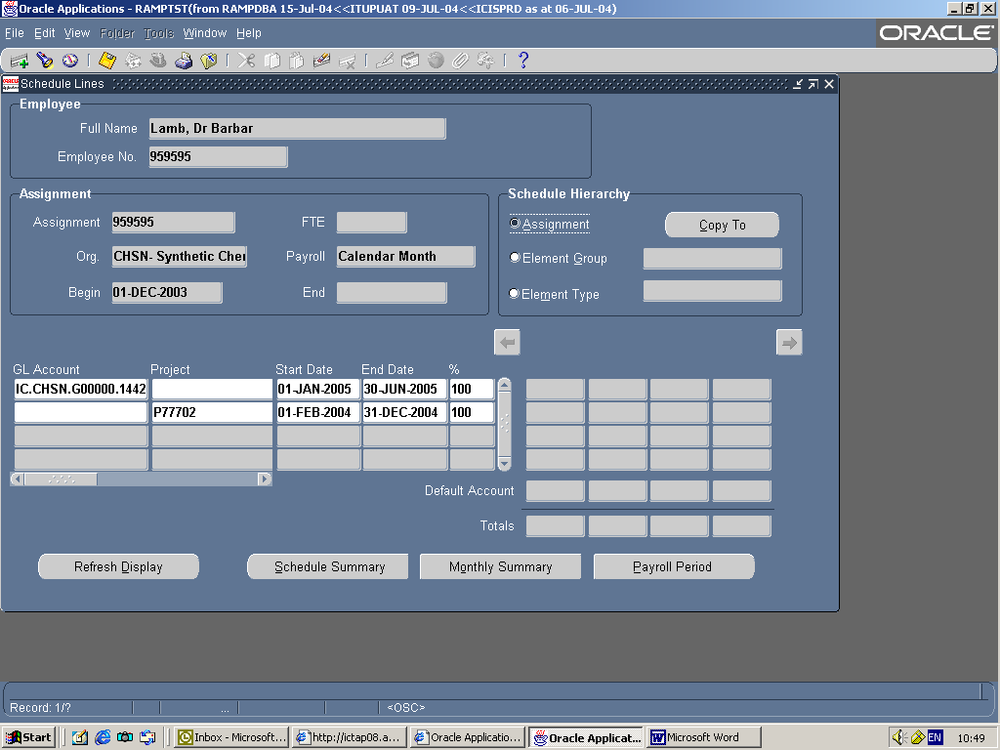 Oracle Applications - RAMPTST(from RAMPDBA 15-Jul-04<<ITUPUAT 09-JUL-04<<ICISPRD as at 06-JUL-04)
File Edit View Folder Tools Window Help
ORACLE
Schedule Lines
Employee
Full Name Lamb, Dr Barbar
Employee No. 959595
Assignment
Assignment 959595 FTE
Org. CHSN- Synthetic Che
Payroll Calendar Month
Begin 01-DEC-2003 End
Schedule Hierarchy
Assignment Copy To
Element Group
Element Type
GL Account Project Start Date End Date %
IC.CHSN.G00000.1442 01-JAN-2005 30-JUN-2005 100
P77702 01-FEB-2004 31-DEC-2004 100
Default Account
Totals
Refresh Display Schedule Summary Monthly Summary Payroll Period
Record: 1/? ... <OSC>
Start Inbox - Microsoft... http://ictap08.a... Oracle Applicatio... Oracle Applicat... Microsoft Word EN 10:49